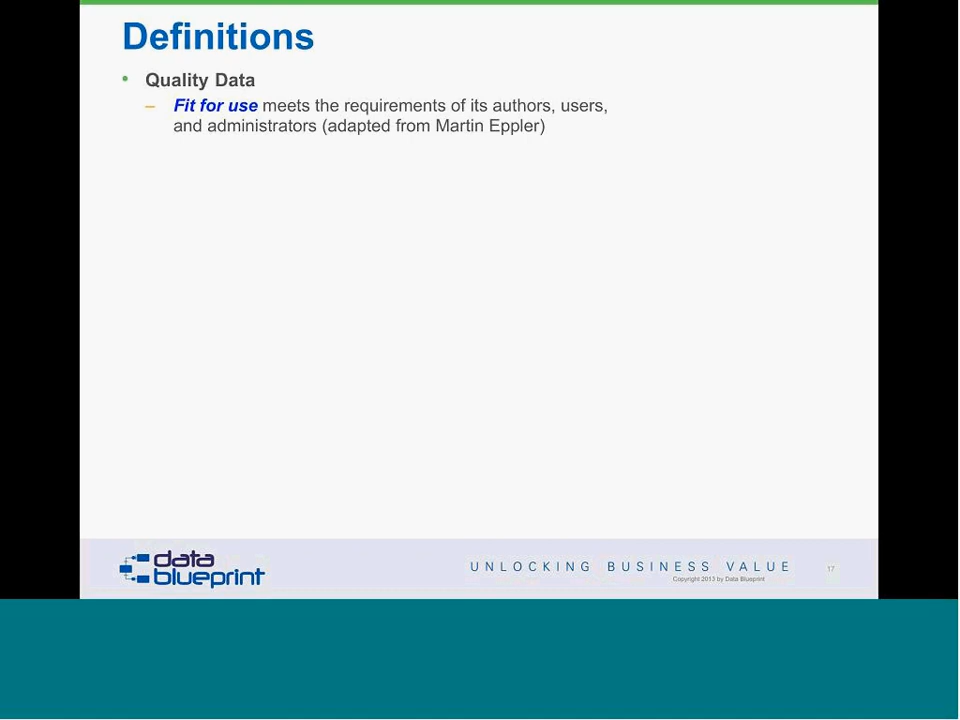 Definitions
• Quality Data
– Fit for use meets the requirements of its authors, users,
and administrators (adapted from Martin Eppler)
data
blueprint
UNLOCKING BUSINESS VALUE
17
Copyright 2013 by Data Blueprint